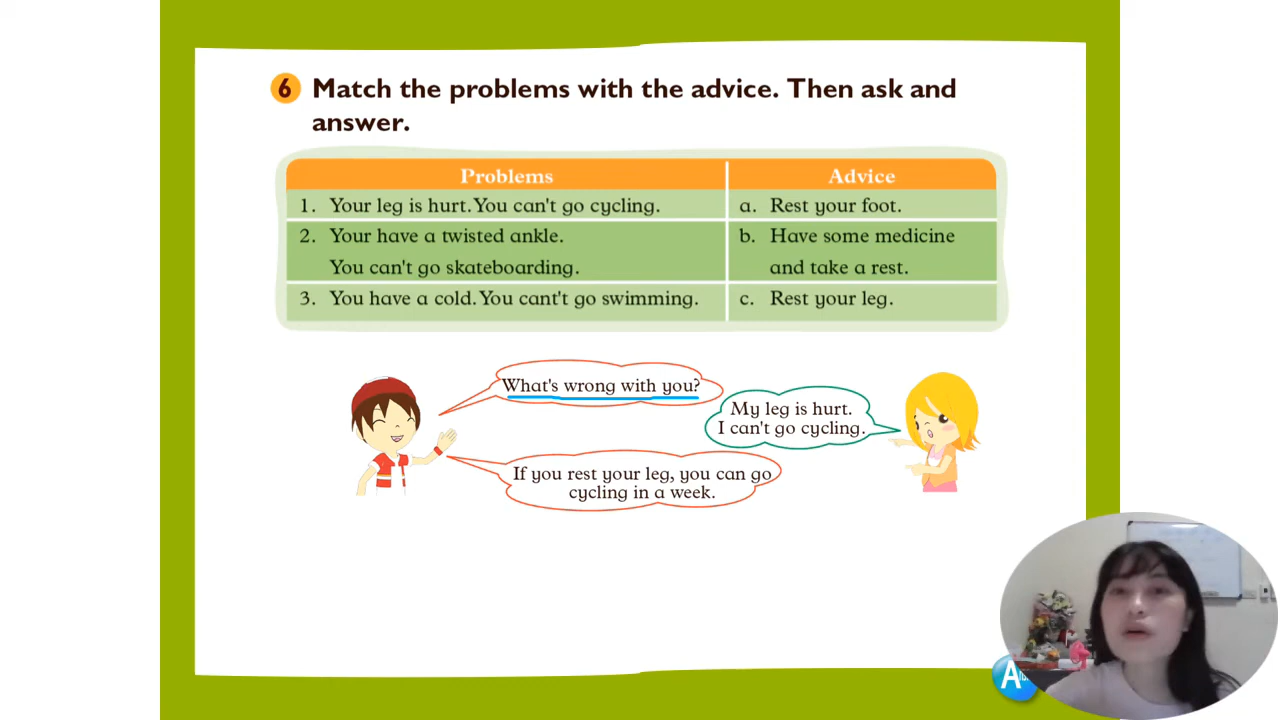 6 Match the problems with the advice. Then ask and
answer.
Problems Advice
1. Your leg is hurt. You can't go cycling. a. Rest your foot.
2. Your have a twisted ankle. b. Have some medicine
You can't go skateboarding. and take a rest.
3. You have a cold. You cant't go swimming. c. Rest your leg.
What's wrong with you?
My leg is hurt.
I can't go cycling.
If you rest your leg, you can go
cycling in a week.
A